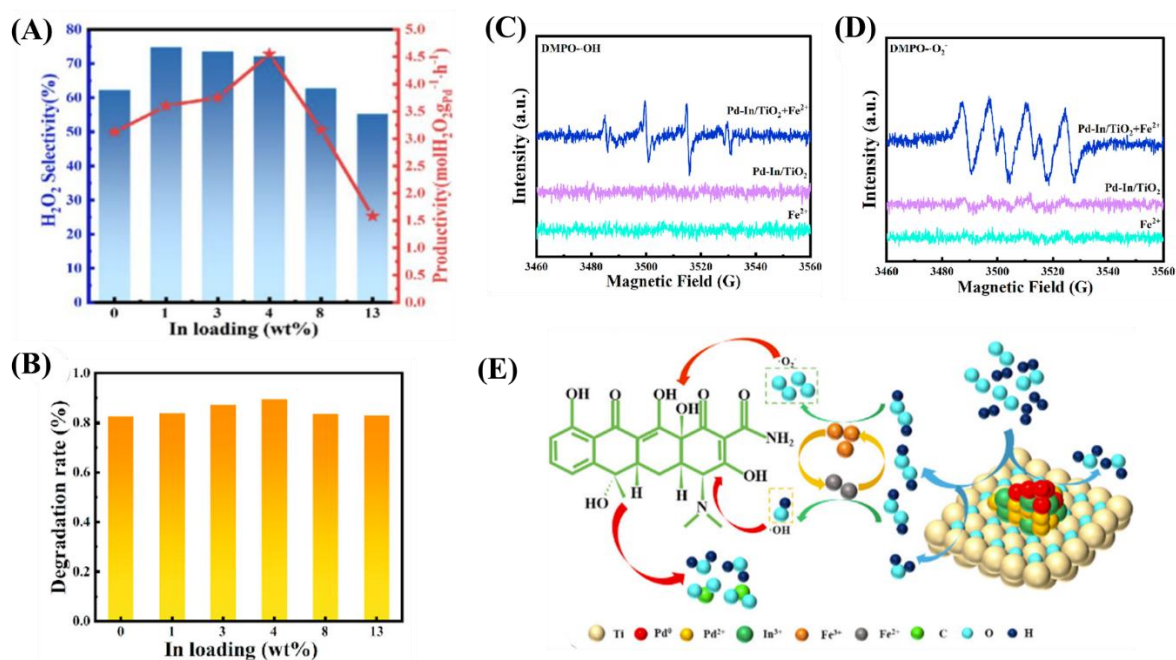 (A)
H₂O₂ Selectivity(%)
80
70
60
50
40
30
20
10
0
5.0
4.5
4.0
3.5
3.0
2.5
2.0
1.5
1.0
0.5
0.0
Productivity(molH₂O₂gPd⁻¹·h⁻¹)
0 1 3 4 8 13
In loading (wt%)
(B)
Degradation rate (%)
1.0
0.8
0.6
0.4
0.2
0.0
0 1 3 4 8 13
In loading (wt%)
(C)
DMPO-·OH
Intensity (a.u.)
Pd-In/TiO₂+Fe²⁺
Pd-In/TiO₂
Fe²⁺
3460 3500 3520 3560
Magnetic Field (G)
(D)
DMPO-·O₂⁻
Intensity (a.u.)
Pd-In/TiO₂+Fe²⁺
Pd-In/TiO₂
Fe²⁺
3460 3500 3520 3560
Magnetic Field (G)
(E)
·O₂⁻
OH O OH OH O O
NH₂
HO H H OH
N
·OH
Ti Pd⁰ Pd²⁺ In³⁺ Fe³⁺ Fe²⁺ C O H